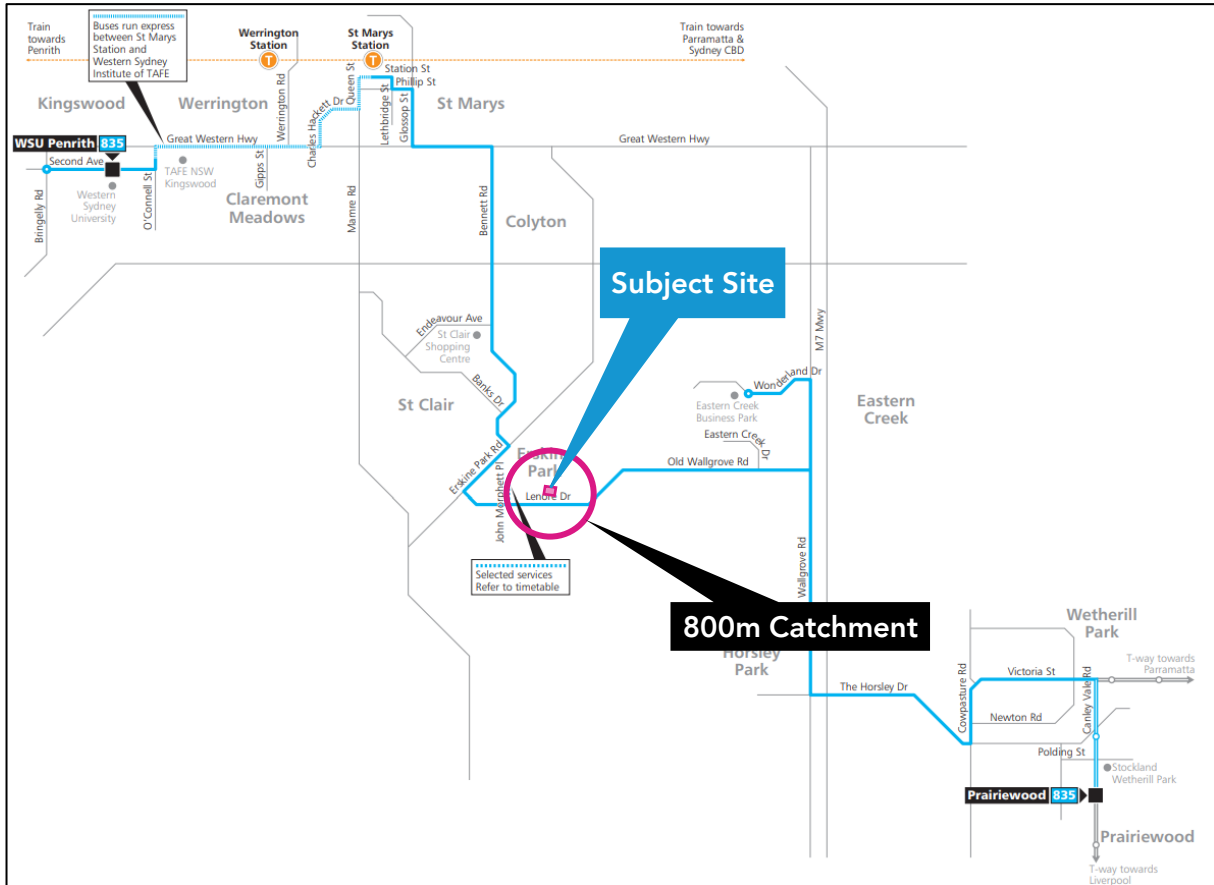 Train
towards
Penrith
Buses run express
between St Marys
Station and
Western Sydney
Institute of TAFE
Werrington
Station
T
St Marys
Station
T
Train towards
Parramatta &
Sydney CBD
Kingswood
Werrington
Werrington Rd
Charles Hackett Dr
Queen St
Station St
Phillip St
Lethbridge St
Glossop St
St Marys
WSU Penrith 835
Great Western Hwy
Great Western Hwy
Second Ave
Bringelly Rd
Western
Sydney
University
O'Connell St
TAFE NSW
Kingswood
Gipps St
Claremont
Meadows
Mamre Rd
Bennett Rd
Colyton
Subject Site
M7 Mwy
Endeavour Ave
St Clair
Shopping
Centre
Banks Dr
St Clair
Wonderland Dr
Eastern Creek
Business Park
Eastern
Creek
Eastern Creek Dr
Old Wallgrove Rd
Erskine Park Rd
Erskine
Park
John Morphett Pl
Lenore Dr
Selected services
Refer to timetable
Wallgrove Rd
800m Catchment
Horsley
Park
The Horsley Dr
Wetherill
Park
T-way towards
Parramatta
Cowpasture Rd
Victoria St
Canley Vale Rd
Newton Rd
Polding St
Stockland
Wetherill Park
Prairiewood 835
Prairiewood
T-way towards
Liverpool